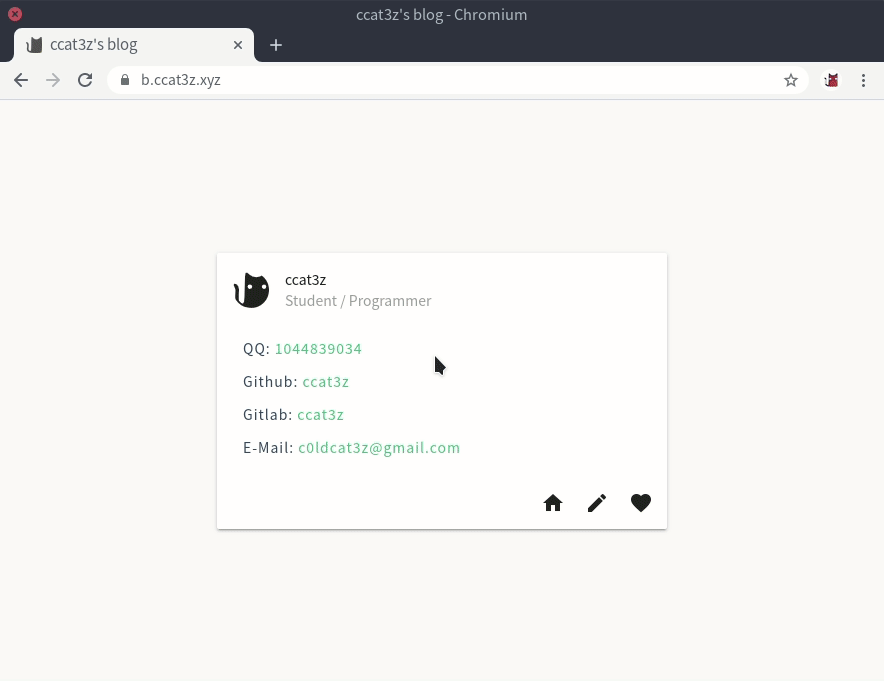 ccat3z's blog - Chromium
ccat3z's blog
b.ccat3z.xyz
ccat3z
Student / Programmer
QQ: 1044839034
Github: ccat3z
Gitlab: ccat3z
E-Mail: c0ldcat3z@gmail.com